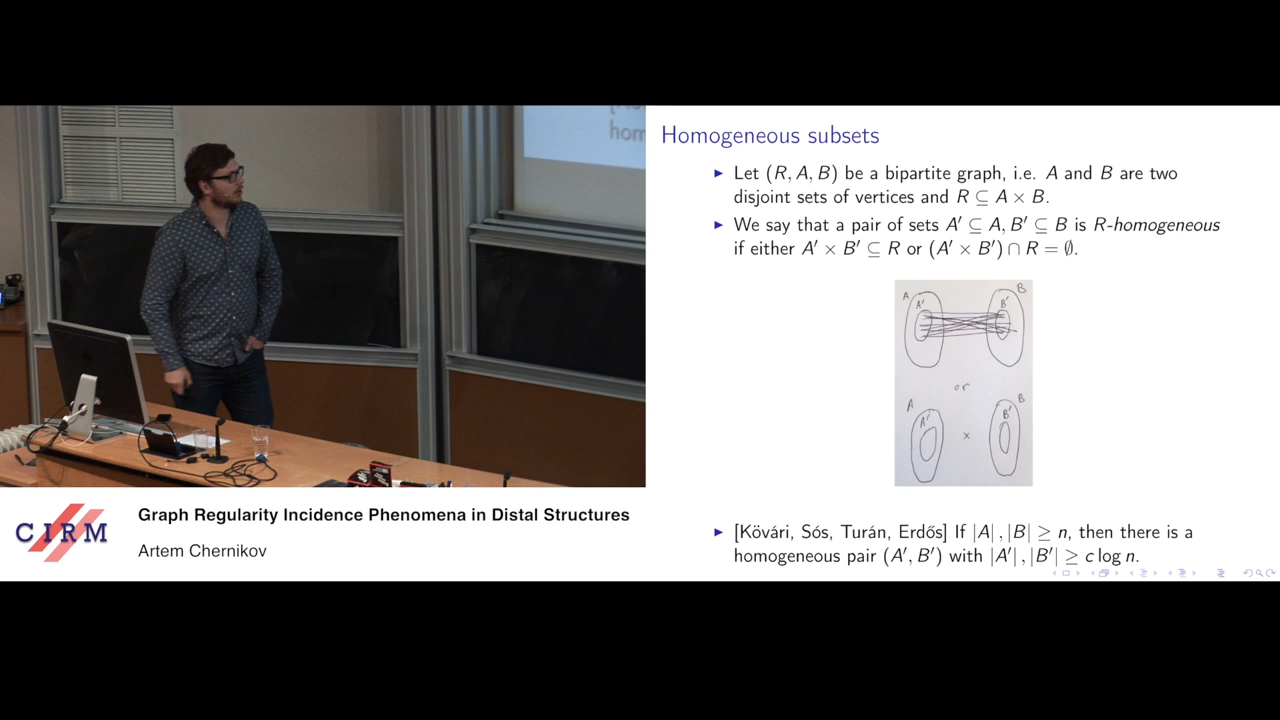 hom
Homogeneous subsets
▶ Let (R, A, B) be a bipartite graph, i.e. A and B are two
disjoint sets of vertices and R ⊆ A × B.
▶ We say that a pair of sets A′ ⊆ A, B′ ⊆ B is R-homogeneous
if either A′ × B′ ⊆ R or (A′ × B′) ∩ R = ∅.
A B
A' B'
or
A B
A' B'
x
▶ [Kövári, Sós, Turán, Erdős] If |A|, |B| ≥ n, then there is a
homogeneous pair (A′, B′) with |A′|, |B′| ≥ c log n.
CIRM
Graph Regularity Incidence Phenomena in Distal Structures
Artem Chernikov